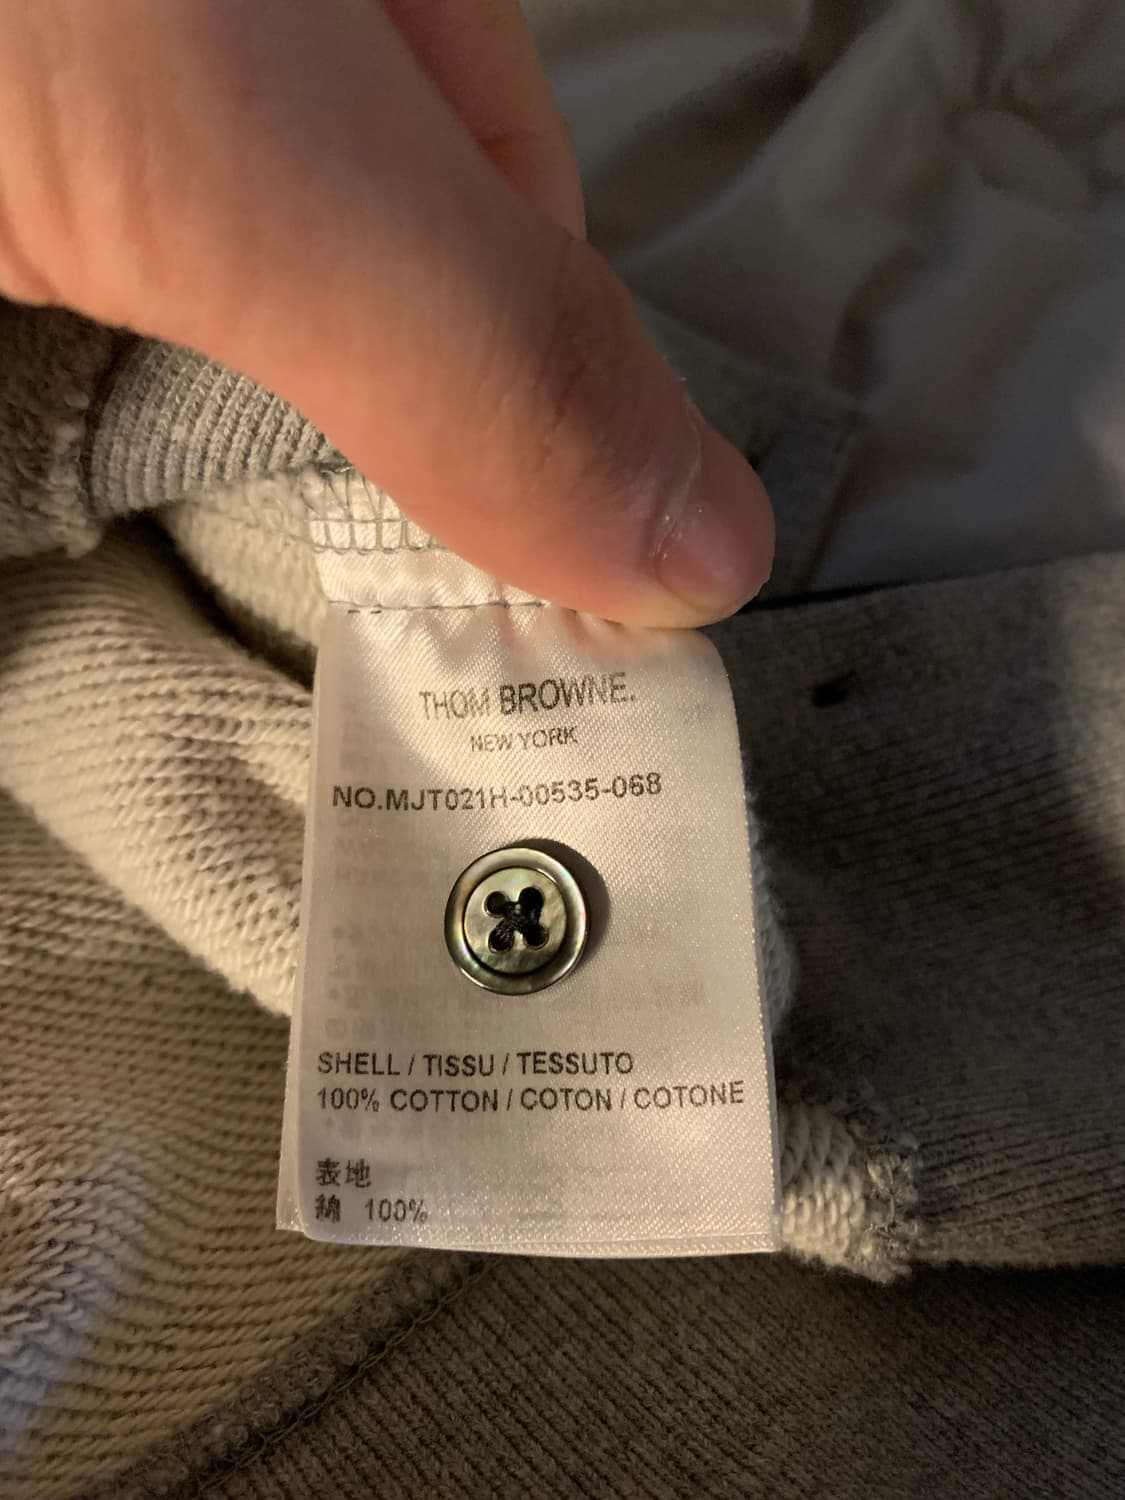 THOM BROWNE.
NEW YORK
NO.MJT021H-00535-068
SHELL / TISSU / TESSUTO
100% COTTON / COTON / COTONE
表地
綿 100%